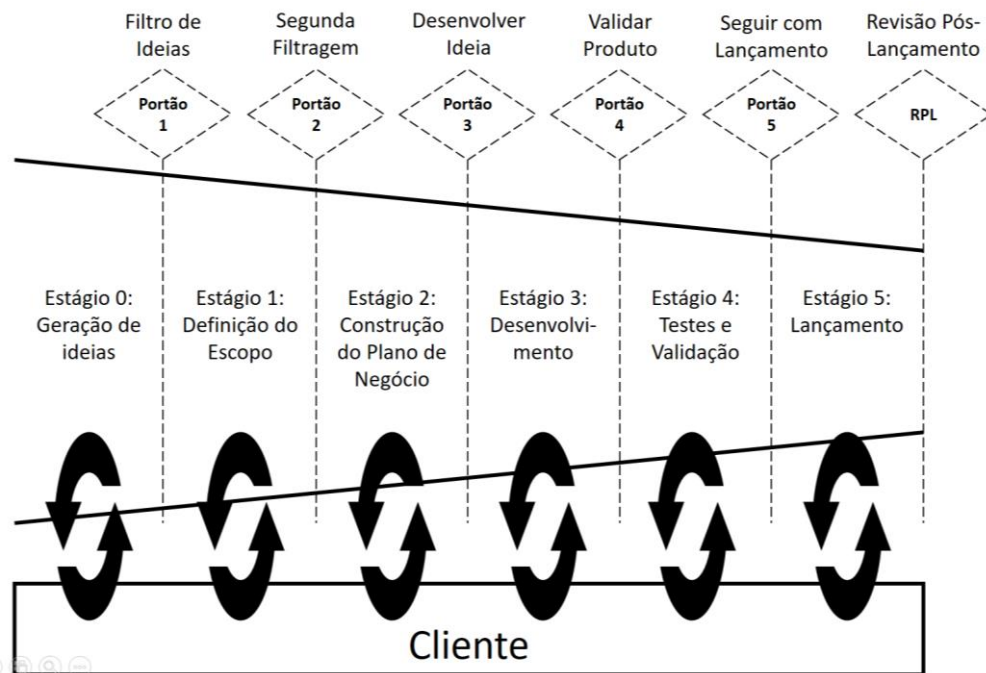 Filtro de
Ideias
Segunda
Filtragem
Desenvolver
Ideia
Validar
Produto
Seguir com
Lançamento
Revisão Pós-
Lançamento
Portão
1
Portão
2
Portão
3
Portão
4
Portão
5
RPL
Estágio 0:
Geração de
ideias
Estágio 1:
Definição do
Escopo
Estágio 2:
Construção
do Plano de
Negócio
Estágio 3:
Desenvolvi-
mento
Estágio 4:
Testes e
Validação
Estágio 5:
Lançamento
Cliente